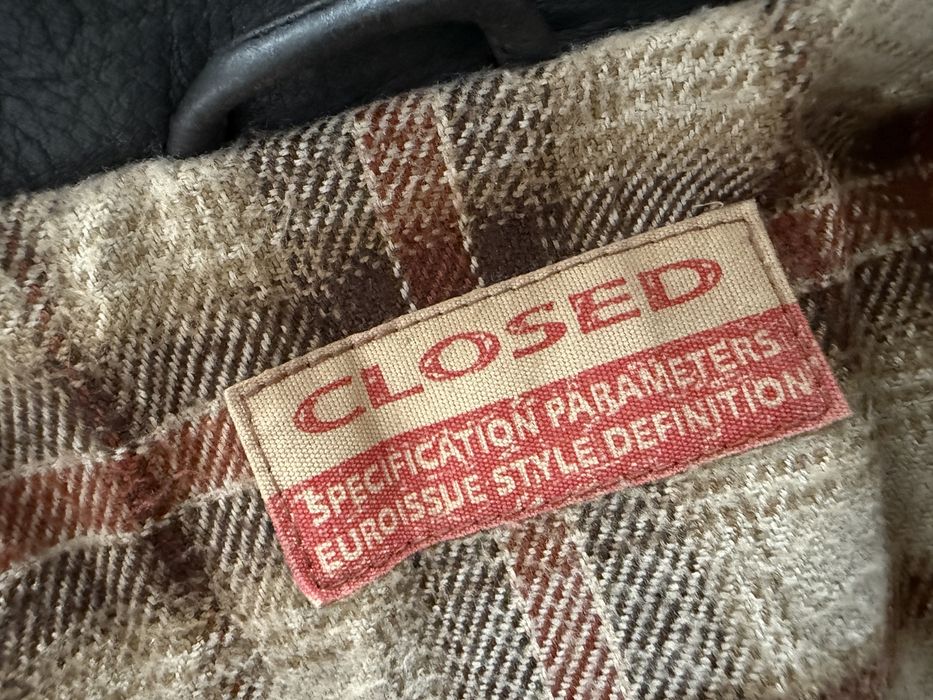 CLOSED
SPECIFICATION PARAMETERS
EUROISSUE STYLE DEFINITION